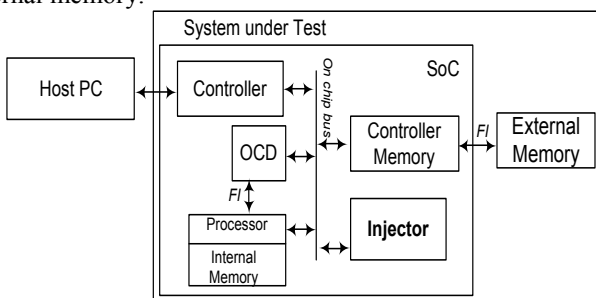 ernal memory.
System under Test
SoC
Host PC
Controller
On chip bus
OCD
Controller
Memory
FI
External
Memory
FI
Processor
Internal
Memory
Injector